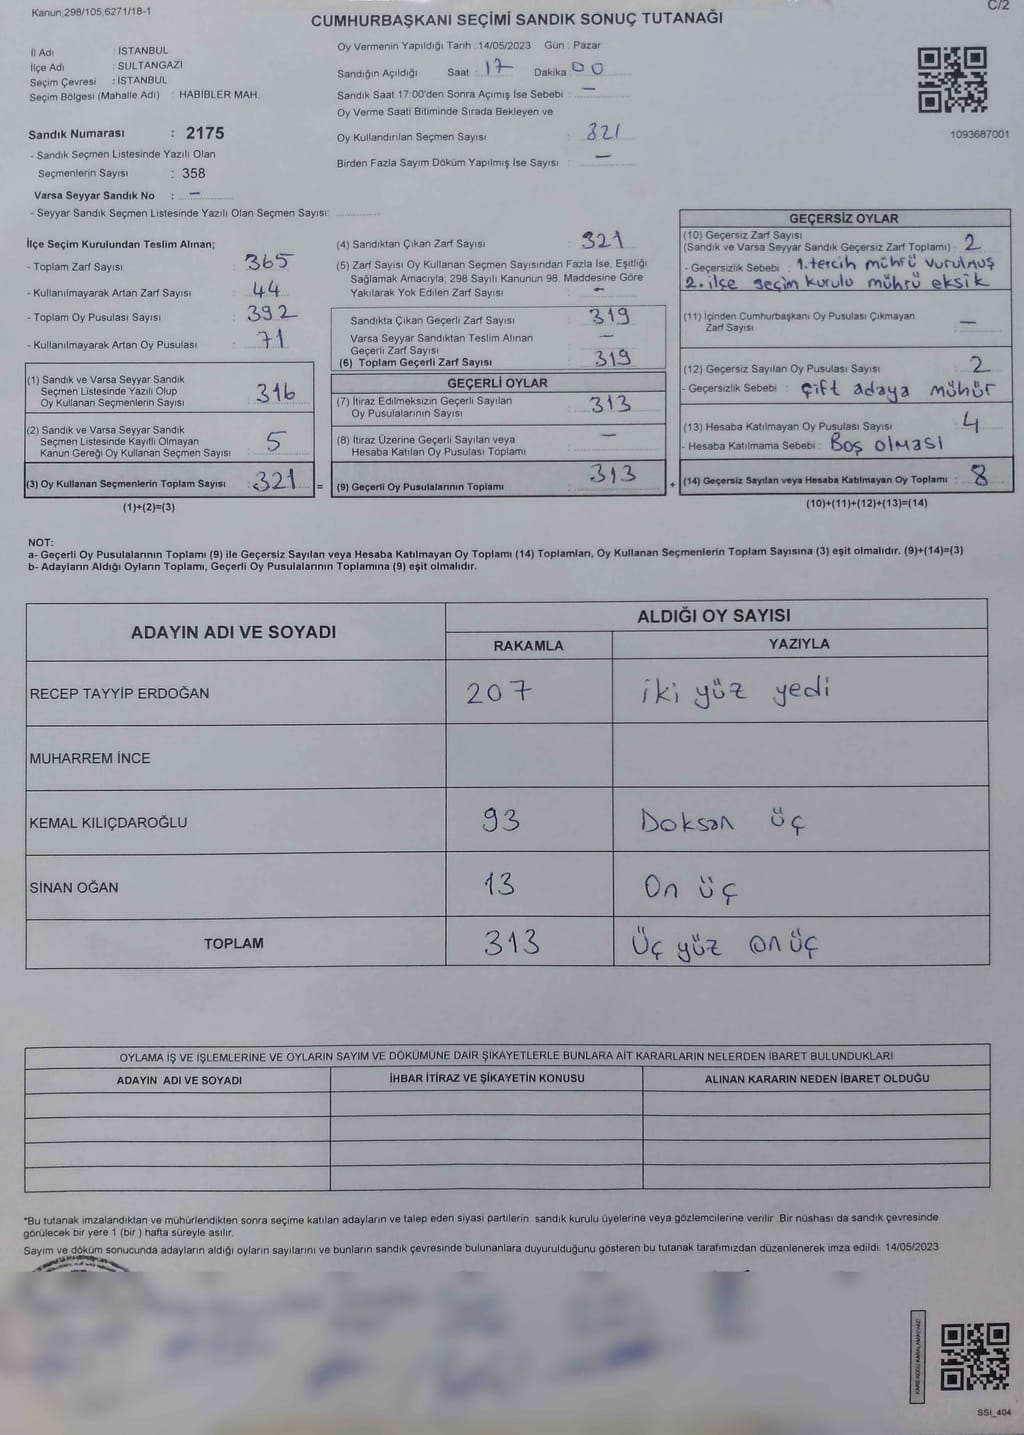 Kanun:298/105,6271/18-1
C/2
CUMHURBAŞKANI SEÇİMİ SANDIK SONUÇ TUTANAĞI
İl Adı : İSTANBUL
İlçe Adı : SULTANGAZİ
Seçim Çevresi : İSTANBUL
Seçim Bölgesi (Mahalle Adı) : HABİBLER MAH.
Sandık Numarası : 2175
- Sandık Seçmen Listesinde Yazılı Olan
Seçmenlerin Sayısı : 358
Varsa Seyyar Sandık No : —
- Seyyar Sandık Seçmen Listesinde Yazılı Olan Seçmen Sayısı:
Oy Vermenin Yapıldığı Tarih :14/05/2023 Gün : Pazar
Sandığın Açıldığı Saat : 17 Dakika : 00
Sandık Saat 17:00'den Sonra Açımış İse Sebebi : —
Oy Verme Saati Bitiminde Sırada Bekleyen ve
Oy Kullandırılan Seçmen Sayısı : 321
Birden Fazla Sayım Döküm Yapılmış İse Sayısı : —
1093687001
İlçe Seçim Kurulundan Teslim Alınan;
- Toplam Zarf Sayısı : 365
- Kullanılmayarak Artan Zarf Sayısı : 44
- Toplam Oy Pusulası Sayısı : 392
- Kullanılmayarak Artan Oy Pusulası : 71
(1) Sandık ve Varsa Seyyar Sandık
Seçmen Listesinde Yazılı Olup
Oy Kullanan Seçmenlerin Sayısı : 316
(2) Sandık ve Varsa Seyyar Sandık
Seçmen Listesinde Kayıtlı Olmayan
Kanun Gereği Oy Kullanan Seçmen Sayısı : 5
(3) Oy Kullanan Seçmenlerin Toplam Sayısı : 321 =
(1)+(2)=(3)
(4) Sandıktan Çıkan Zarf Sayısı : 321
(5) Zarf Sayısı Oy Kullanan Seçmen Sayısından Fazla İse, Eşitliği
Sağlamak Amacıyla; 298 Sayılı Kanunun 98. Maddesine Göre
Yakılarak Yok Edilen Zarf Sayısı : —
Sandıkta Çıkan Geçerli Zarf Sayısı : 319
Varsa Seyyar Sandıktan Teslim Alınan
Geçerli Zarf Sayısı : —
(6) Toplam Geçerli Zarf Sayısı : 319
GEÇERLİ OYLAR
(7) İtiraz Edilmeksizin Geçerli Sayılan
Oy Pusulalarının Sayısı : 313
(8) İtiraz Üzerine Geçerli Sayılan veya
Hesaba Katılan Oy Pusulası Toplamı : —
(9) Geçerli Oy Pusulalarının Toplamı : 313 +
GEÇERSİZ OYLAR
(10) Geçersiz Zarf Sayısı
(Sandık ve Varsa Seyyar Sandık Geçersiz Zarf Toplamı) : 2
- Geçersizlik Sebebi : 1.tercih mührü vurulmuş
2. ilçe seçim kurulu mührü eksik
(11) İçinden Cumhurbaşkanı Oy Pusulası Çıkmayan
Zarf Sayısı : —
(12) Geçersiz Sayılan Oy Pusulası Sayısı : 2
- Geçersizlik Sebebi : Çift adaya mühür
(13) Hesaba Katılmayan Oy Pusulası Sayısı : 4
- Hesaba Katılmama Sebebi : Boş olması
(14) Geçersiz Sayılan veya Hesaba Katılmayan Oy Toplamı : 8
(10)+(11)+(12)+(13)=(14)
NOT:
a- Geçerli Oy Pusulalarının Toplamı (9) ile Geçersiz Sayılan veya Hesaba Katılmayan Oy Toplamı (14) Toplamları, Oy Kullanan Seçmenlerin Toplam Sayısına (3) eşit olmalıdır. (9)+(14)=(3)
b- Adayların Aldığı Oyların Toplamı, Geçerli Oy Pusulalarının Toplamına (9) eşit olmalıdır.
ADAYIN ADI VE SOYADI
ALDIĞI OY SAYISI
RAKAMLA YAZIYLA
RECEP TAYYİP ERDOĞAN 207 iki yüz yedi
MUHARREM İNCE
KEMAL KILIÇDAROĞLU 93 Doksan üç
SİNAN OĞAN 13 On üç
TOPLAM 313 Üç yüz on üç
OYLAMA İŞ VE İŞLEMLERİNE VE OYLARIN SAYIM VE DÖKÜMÜNE DAİR ŞİKAYETLERLE BUNLARA AİT KARARLARIN NELERDEN İBARET BULUNDUKLARI
ADAYIN ADI VE SOYADI İHBAR İTİRAZ VE ŞİKAYETİN KONUSU ALINAN KARARIN NEDEN İBARET OLDUĞU
*Bu tutanak imzalandıktan ve mühürlendikten sonra seçime katılan adayların ve talep eden siyasi partilerin sandık kurulu üyelerine veya gözlemcilerine verilir .Bir nüshası da sandık çevresinde
görülecek bir yere 1 (bir ) hafta süreyle asılır.
Sayım ve döküm sonucunda adayların aldığı oyların sayılarını ve bunların sandık çevresinde bulunanlara duyurulduğunu gösteren bu tutanak tarafımızdan düzenlenerek imza edildi. 14/05/2023
KARE KODU KARALAMAYINIZ!
SSI_404